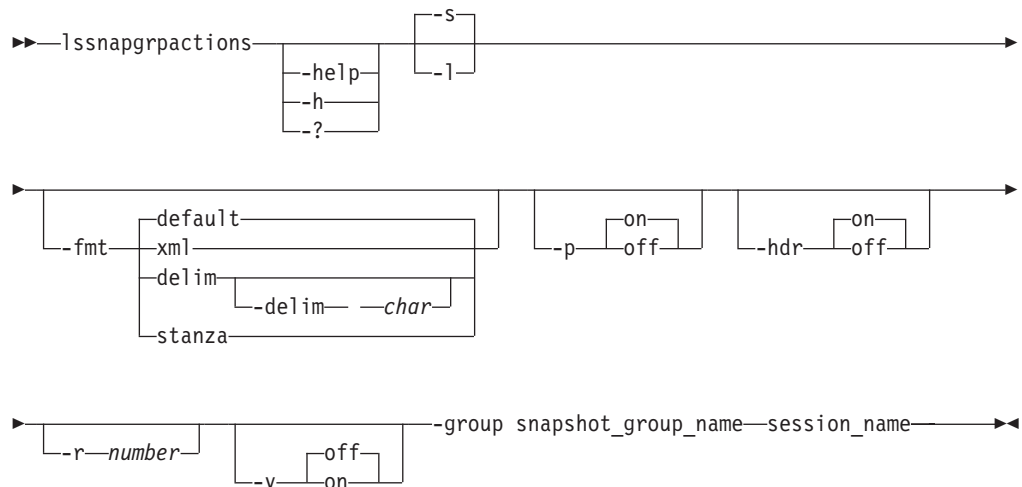 -s
lssnapgrpactions
-help
-l
-h
-?
default
on
on
-fmt
xml
-p
off
-hdr
off
delim
-delim char
stanza
-group snapshot_group_name session_name
-r number
off
-v
on